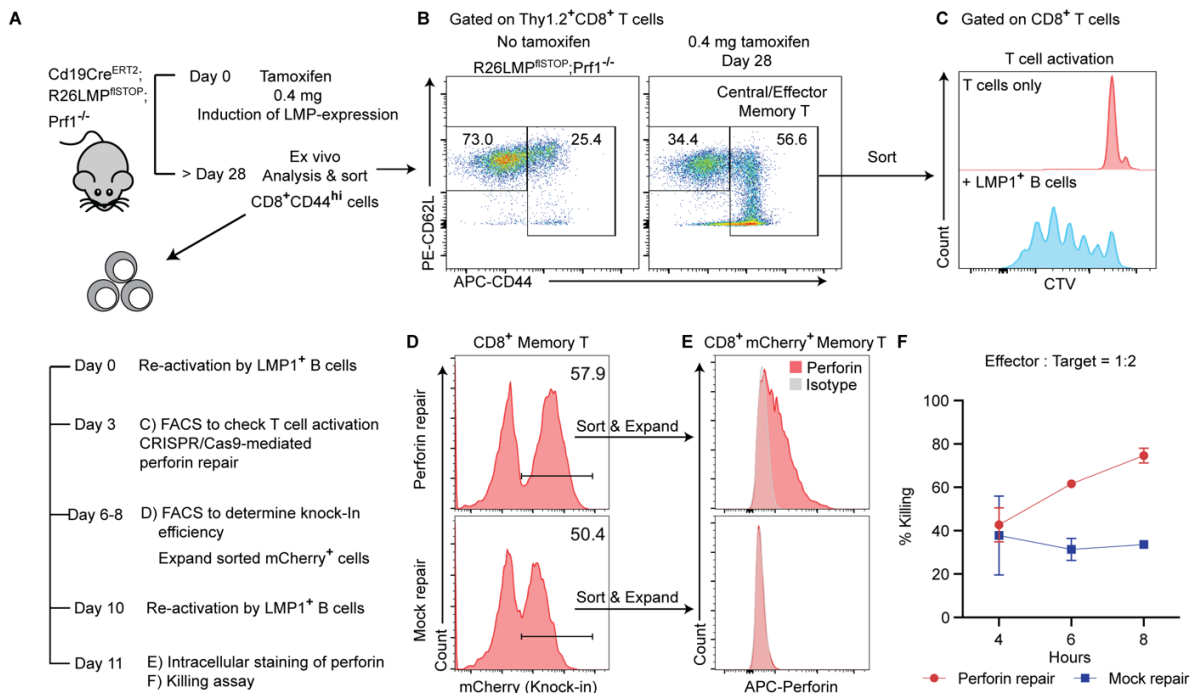 A
Cd19Cre^ERT2;
R26LMP^flSTOP;
Prf1^-/-
Day 0
Tamoxifen
0.4 mg
Induction of LMP-expression
> Day 28
Ex vivo
Analysis & sort
CD8⁺CD44^hi cells
B Gated on Thy1.2⁺CD8⁺ T cells
No tamoxifen
R26LMP^flSTOP;Prf1^-/-
0.4 mg tamoxifen
Day 28
73.0
25.4
Central/Effector
Memory T
34.4
56.6
PE-CD62L
APC-CD44
Sort
C Gated on CD8⁺ T cells
T cell activation
T cells only
+ LMP1⁺ B cells
Count
CTV
Day 0 Re-activation by LMP1⁺ B cells
Day 3 C) FACS to check T cell activation
CRISPR/Cas9-mediated
perforin repair
Day 6-8 D) FACS to determine knock-In
efficiency
Expand sorted mCherry⁺ cells
Day 10 Re-activation by LMP1⁺ B cells
Day 11 E) Intracellular staining of perforin
F) Killing assay
D CD8⁺ Memory T
57.9
Perforin repair
50.4
Mock repair
Count
mCherry (Knock-in)
Sort & Expand
Sort & Expand
E CD8⁺ mCherry⁺ Memory T
Perforin
Isotype
Count
APC-Perforin
F
Effector : Target = 1:2
% Killing
100
80
60
40
20
0
4 6 8
Hours
Perforin repair Mock repair